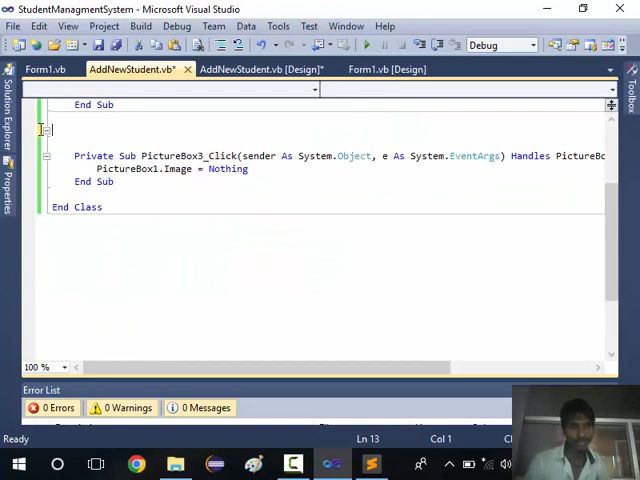 StudentManagmentSystem - Microsoft Visual Studio
File Edit View Project Build Debug Team Data Tools Test Window Help
Debug
Form1.vb AddNewStudent.vb* AddNewStudent.vb [Design]* Form1.vb [Design]
Solution Explorer
Properties
Toolbox
End Sub
Private Sub PictureBox3_Click(sender As System.Object, e As System.EventArgs) Handles PictureBo
PictureBox1.Image = Nothing
End Sub
End Class
100 %
Error List
0 Errors 0 Warnings 0 Messages
Ready Ln 13 Col 1